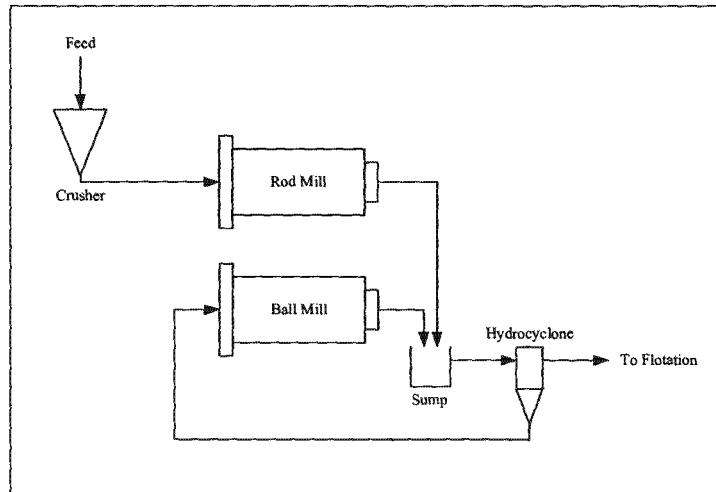 Feed
Crusher
Rod Mill
Ball Mill
Hydrocyclone
To Flotation
Sump